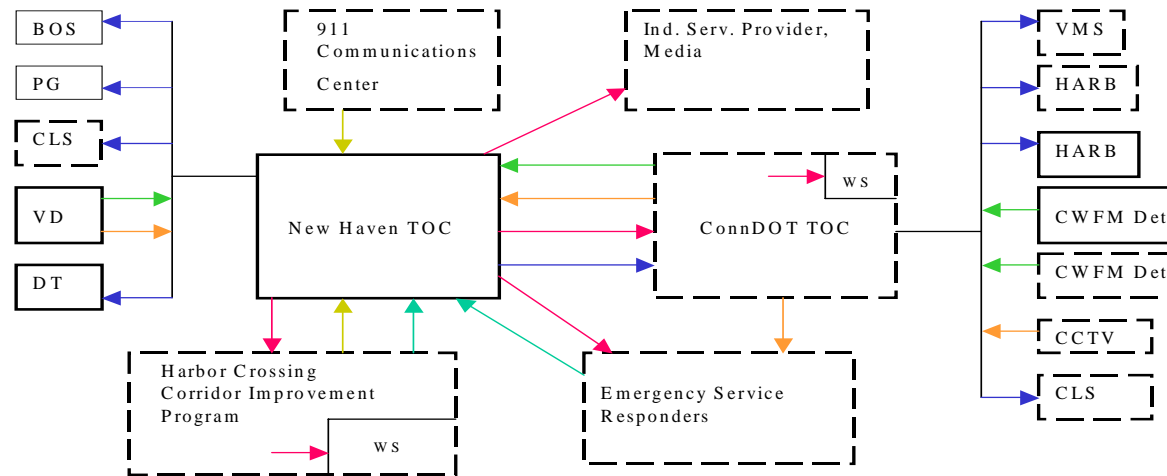 BOS
PG
CLS
VD
DT
911
Communications
Center
Ind. Serv. Provider,
Media
New Haven TOC
WS
ConnDOT TOC
VMS
HARB
HARB
CWFM Det
CWFM Det
CCTV
CLS
Harbor Crossing
Corridor Improvement
Program
WS
Emergency Service
Responders